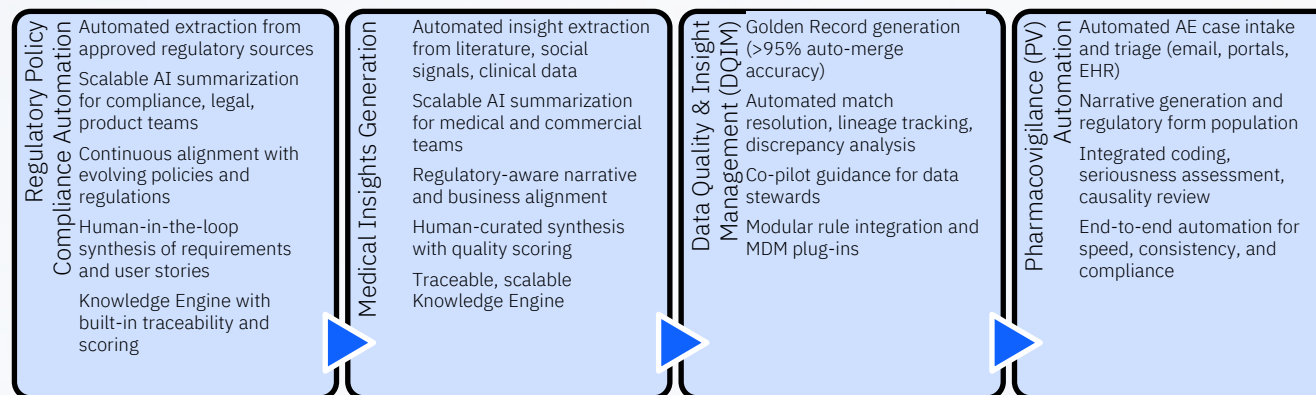 Regulatory Policy
Compliance Automation
Automated extraction from
approved regulatory sources
Scalable AI summarization
for compliance, legal,
product teams
Continuous alignment with
evolving policies and
regulations
Human-in-the-loop
synthesis of requirements
and user stories
Knowledge Engine with
built-in traceability and
scoring
Medical Insights Generation
Automated insight extraction
from literature, social
signals, clinical data
Scalable AI summarization
for medical and commercial
teams
Regulatory-aware narrative
and business alignment
Human-curated synthesis
with quality scoring
Traceable, scalable
Knowledge Engine
Data Quality & Insight
Management (DQIM)
Golden Record generation
(>95% auto-merge
accuracy)
Automated match
resolution, lineage tracking,
discrepancy analysis
Co-pilot guidance for data
stewards
Modular rule integration and
MDM plug-ins
Pharmacovigilance (PV)
Automation
Automated AE case intake
and triage (email, portals,
EHR)
Narrative generation and
regulatory form population
Integrated coding,
seriousness assessment,
causality review
End-to-end automation for
speed, consistency, and
compliance